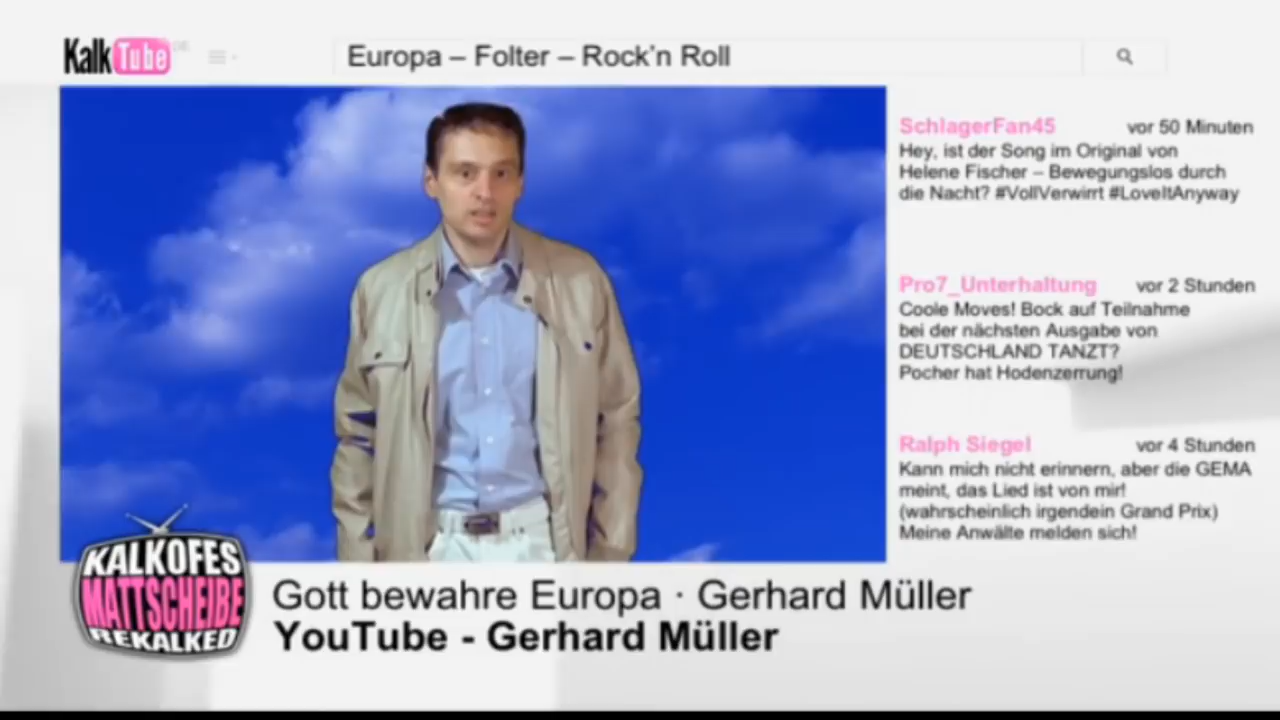 KalkTube
Europa – Folter – Rock'n Roll
SchlagerFan45 vor 50 Minuten
Hey, ist der Song im Original von
Helene Fischer – Bewegungslos durch
die Nacht? #VollVerwirrt #LoveItAnyway
Pro7_Unterhaltung vor 2 Stunden
Coole Moves! Bock auf Teilnahme
bei der nächsten Ausgabe von
DEUTSCHLAND TANZT?
Pocher hat Hodenzerrung!
Ralph Siegel vor 4 Stunden
Kann mich nicht erinnern, aber die GEMA
meint, das Lied ist von mir!
(wahrscheinlich irgendein Grand Prix)
Meine Anwälte melden sich!
KALKOFES
MATTSCHEIBE
REKALKED
Gott bewahre Europa · Gerhard Müller
YouTube - Gerhard Müller